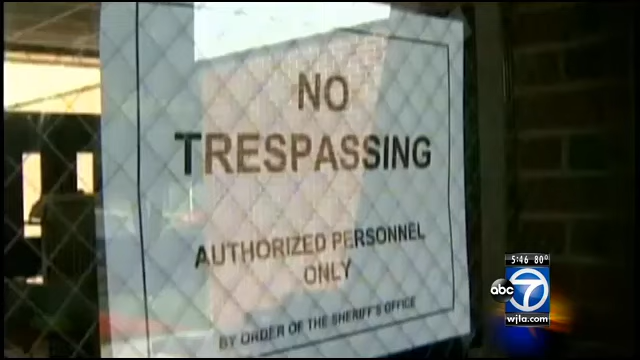 NO
TRESPASSING
AUTHORIZED PERSONNEL
ONLY
BY ORDER OF THE SHERIFF'S OFFICE
5:46 80°
abc 7
wjla.com